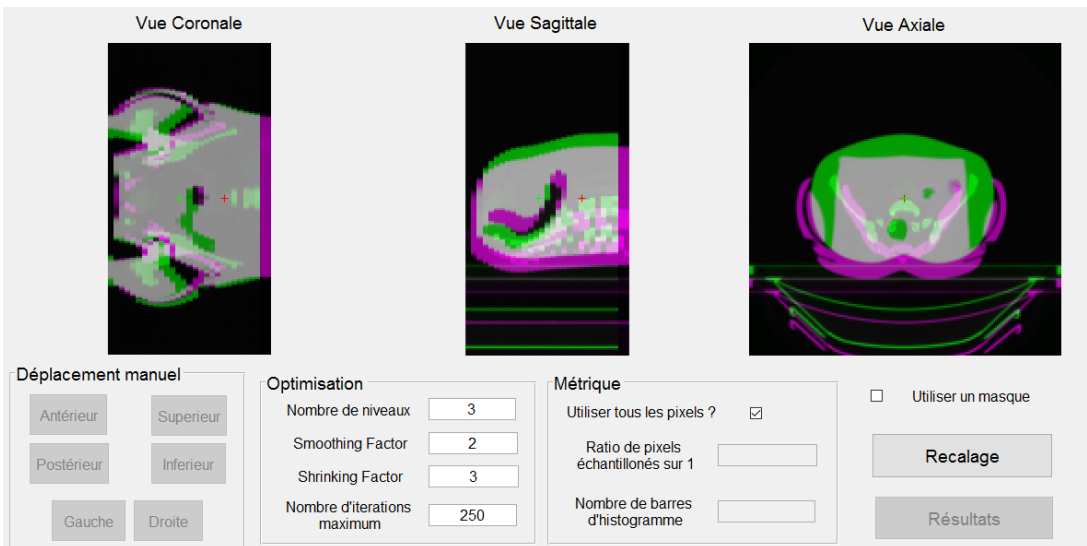 Vue Coronale
Vue Sagittale
Vue Axiale
Déplacement manuel
Antérieur
Superieur
Postérieur
Inferieur
Gauche
Droite
Optimisation
Nombre de niveaux
3
Smoothing Factor
2
Shrinking Factor
3
Nombre d'iterations
maximum
250
Métrique
Utiliser tous les pixels ?
Ratio de pixels
échantillonés sur 1
Nombre de barres
d'histogramme
Utiliser un masque
Recalage
Résultats